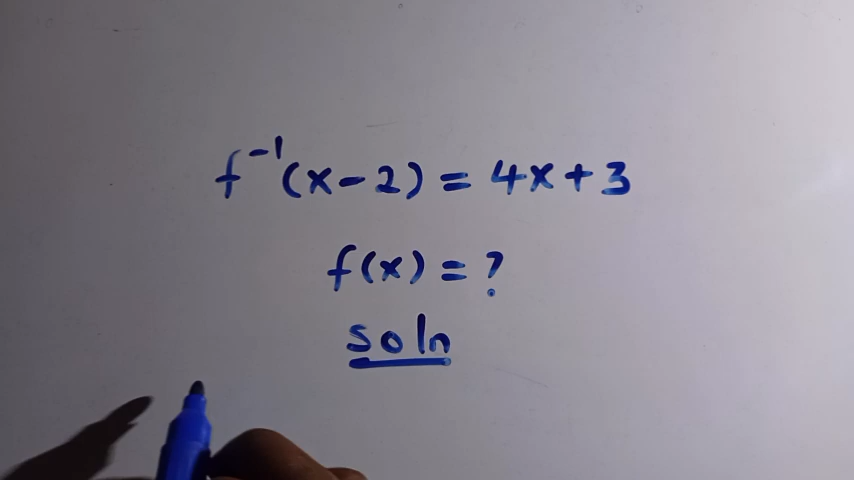 f⁻¹(x-2) = 4x+3
f(x) = ?
soln